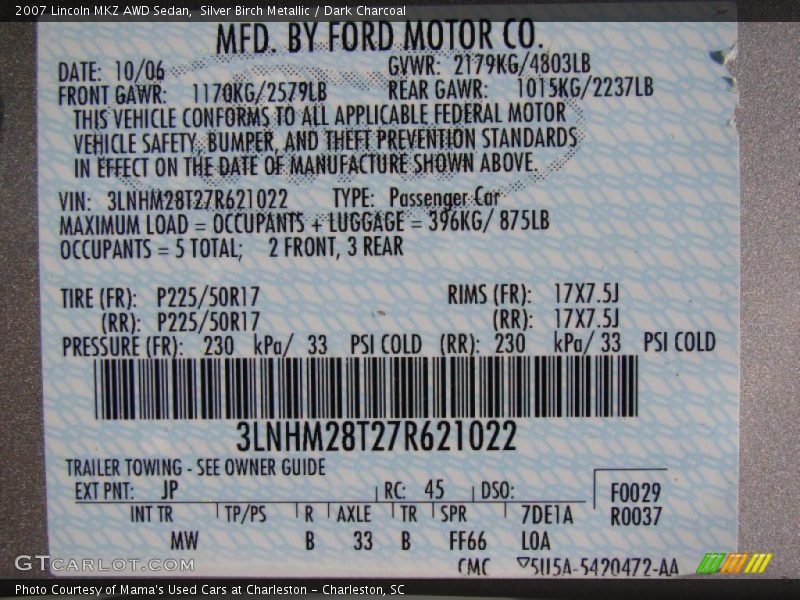 2007 Lincoln MKZ AWD Sedan,  Silver Birch Metallic / Dark Charcoal
MFD. BY FORD MOTOR CO.
DATE: 10/06 GVWR: 2179KG/4803LB
FRONT GAWR: 1170KG/2579LB REAR GAWR: 1015KG/2237LB
THIS VEHICLE CONFORMS TO ALL APPLICABLE FEDERAL MOTOR
VEHICLE SAFETY, BUMPER, AND THEFT PREVENTION STANDARDS
IN EFFECT ON THE DATE OF MANUFACTURE SHOWN ABOVE.
VIN: 3LNHM28T27R621022 TYPE: Passenger Car
MAXIMUM LOAD = OCCUPANTS + LUGGAGE = 396KG/ 875LB
OCCUPANTS = 5 TOTAL; 2 FRONT, 3 REAR
TIRE (FR): P225/50R17 RIMS (FR): 17X7.5J
(RR): P225/50R17 (RR): 17X7.5J
PRESSURE (FR): 230 kPa/ 33 PSI COLD (RR): 230 kPa/ 33 PSI COLD
3LNHM28T27R621022
TRAILER TOWING - SEE OWNER GUIDE
EXT PNT: JP RC: 45 DSO: F0029
INT TR TP/PS R AXLE TR SPR 7DE1A R0037
MW B 33 B FF66 LOA
CMC ▽5U5A-5420472-AA
GTCARLOT.COM
Photo Courtesy of Mama's Used Cars at Charleston - Charleston, SC